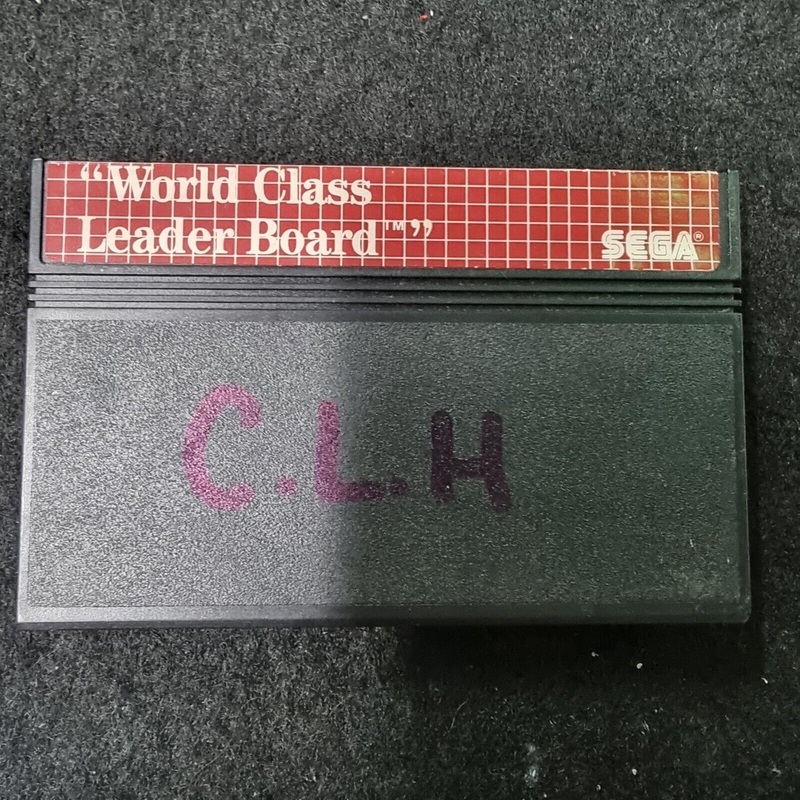 “World Class
Leader Board™”
SEGA®
C.L.H